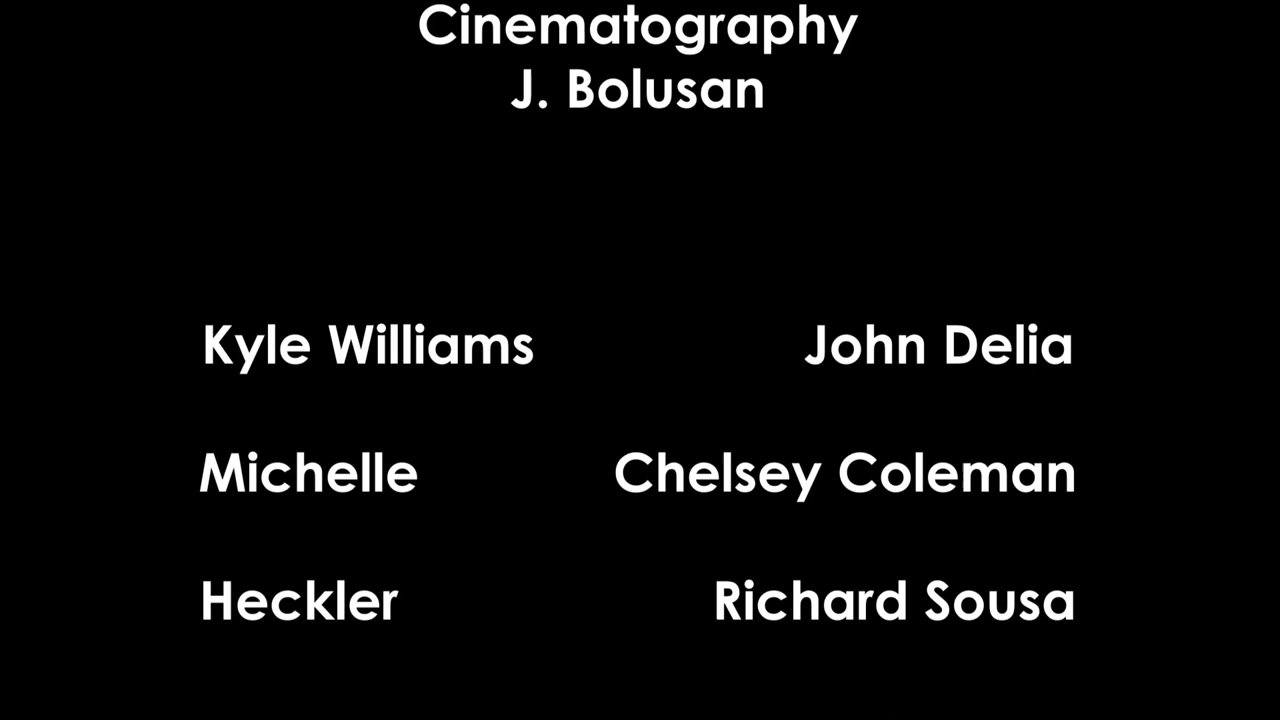 Cinematography
J. Bolusan
Kyle Williams John Delia
Michelle Chelsey Coleman
Heckler Richard Sousa